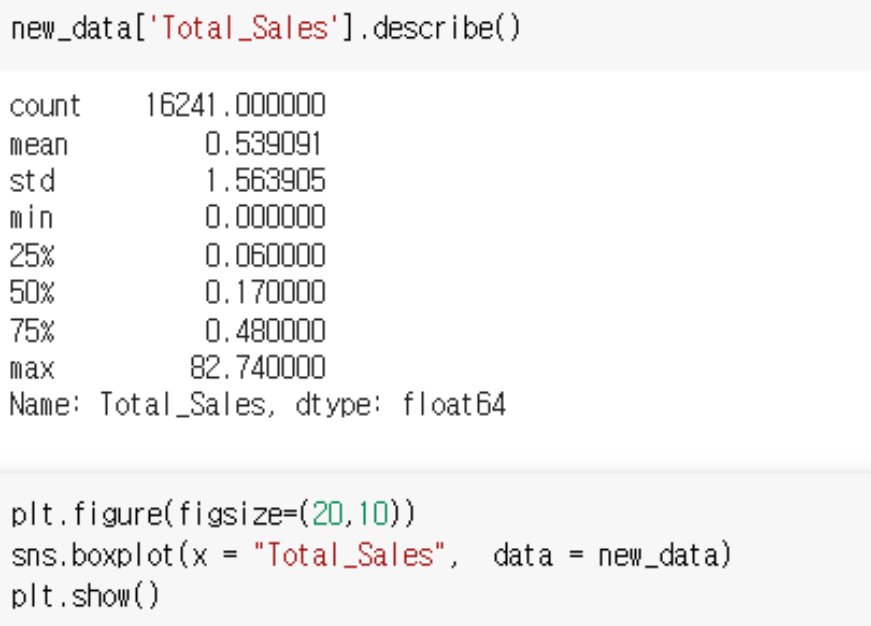 new_data['Total_Sales'].describe()
count 16241.000000
mean 0.539091
std 1.563905
min 0.000000
25% 0.060000
50% 0.170000
75% 0.480000
max 82.740000
Name: Total_Sales, dtype: float64
plt.figure(figsize=(20,10))
sns.boxplot(x = "Total_Sales", data = new_data)
plt.show()